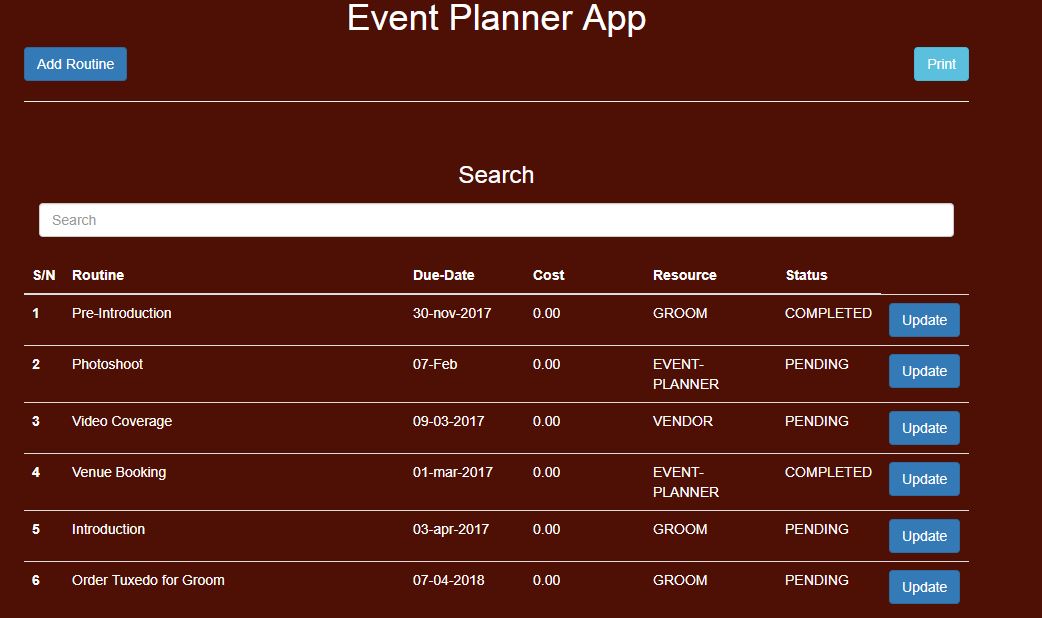 Event Planner App
Add Routine Print
Search
Search
S/N Routine Due-Date Cost Resource Status
1 Pre-Introduction 30-nov-2017 0.00 GROOM COMPLETED Update
2 Photoshoot 07-Feb 0.00 EVENT-PLANNER PENDING Update
3 Video Coverage 09-03-2017 0.00 VENDOR PENDING Update
4 Venue Booking 01-mar-2017 0.00 EVENT-PLANNER COMPLETED Update
5 Introduction 03-apr-2017 0.00 GROOM PENDING Update
6 Order Tuxedo for Groom 07-04-2018 0.00 GROOM PENDING Update